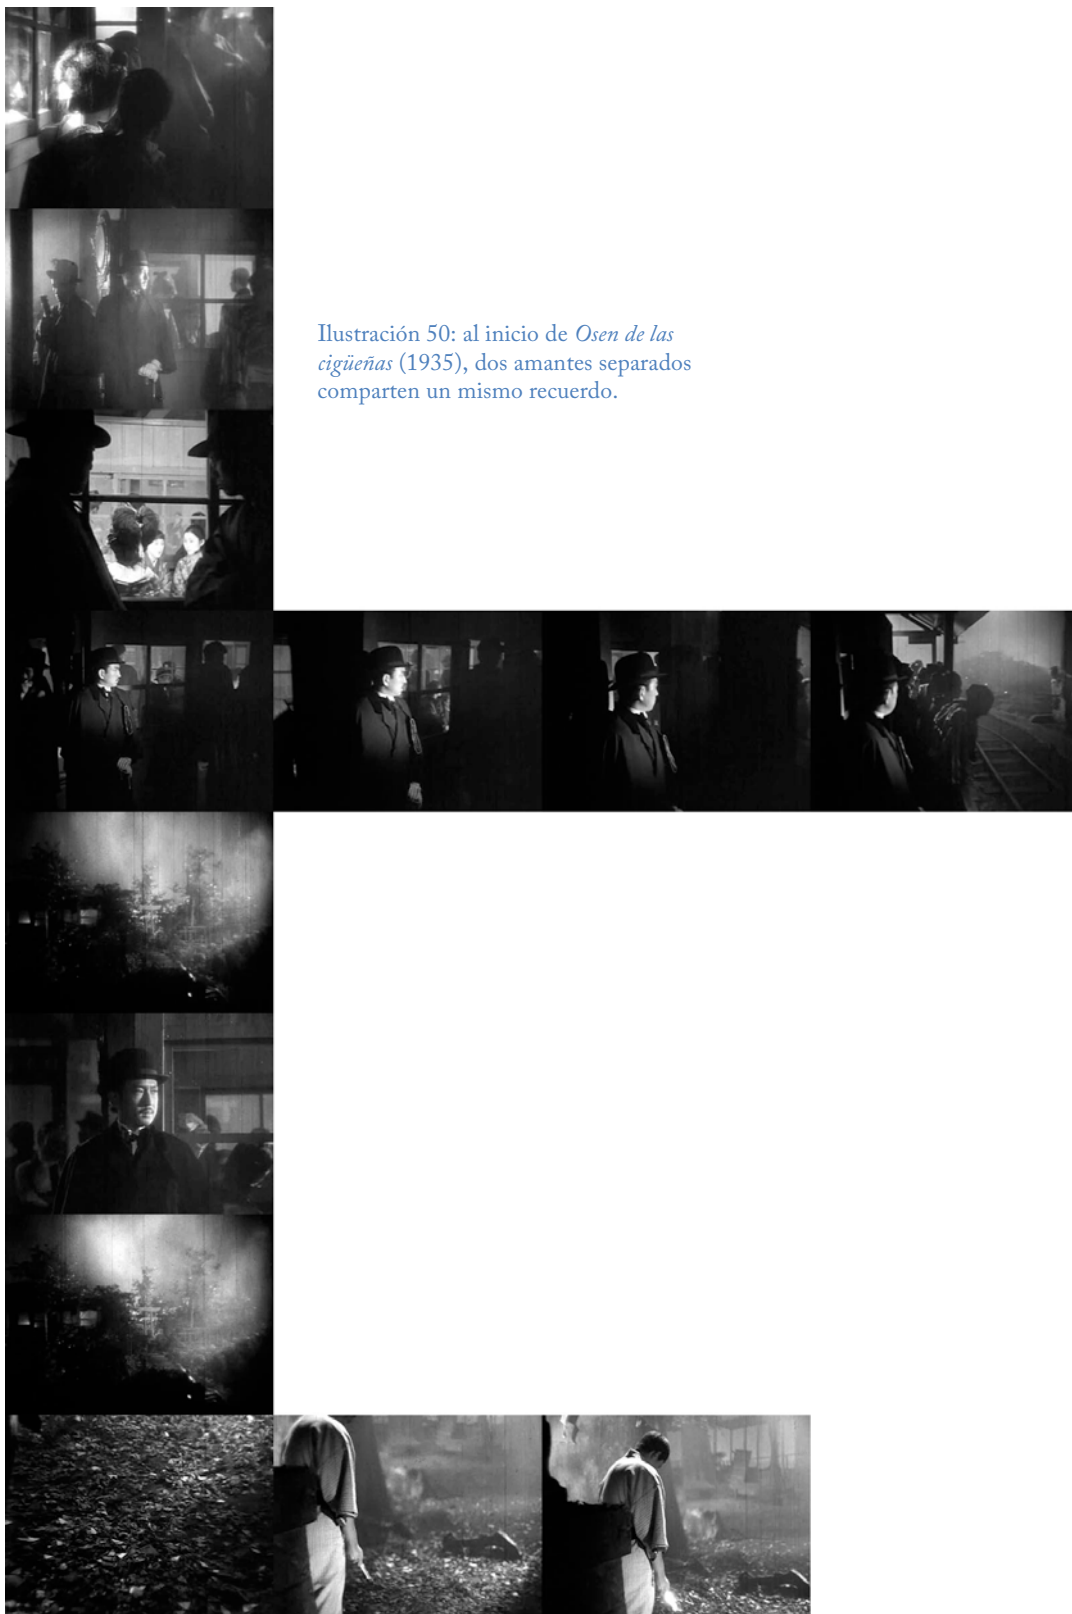 Ilustración 50: al inicio de Osen de las
cigüeñas (1935), dos amantes separados
comparten un mismo recuerdo.